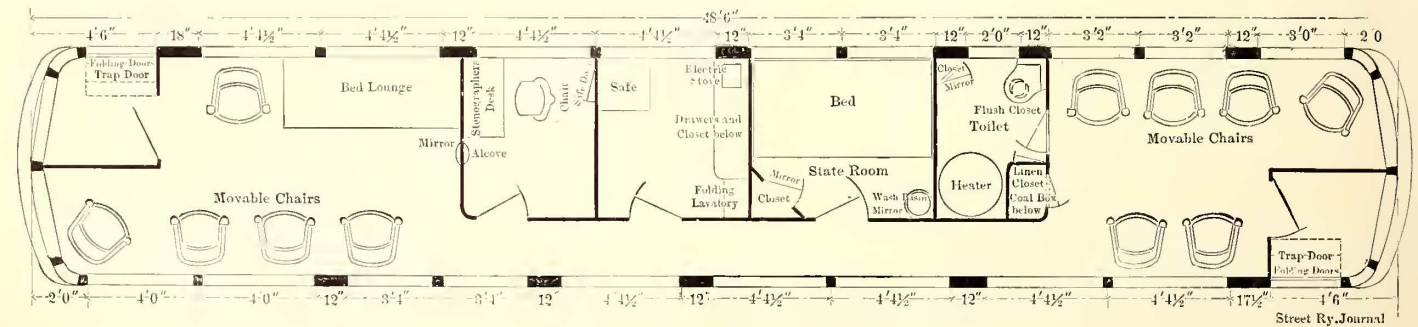 48'6"
4'6" 18" 4'4½" 4'4½" 12" 4'4½" 4'4½" 12" 3'4" 3'4" 12" 2'0" 12" 3'2" 3'2" 12" 3'0" 2'0
Folding Doors
Trap Door
Bed Lounge
Stenographers
Desk
Chair
Safe
Electric
Stove
Drawers and
Closet below
Bed
Closet
Mirror
Flush Closet
Toilet
Movable Chairs
Mirror
Alcove
Movable Chairs
Folding
Lavatory
State Room
Mirror
Closet
Wash Basin
Mirror
Heater
Linen
Closet
Coal Box
below
Trap-Door
Folding Doors
2'0" 4'0" 4'0" 12" 3'4" 3'4" 12" 4'4½" 12" 4'4½" 4'4½" 12" 4'4½" 4'4½" 17½" 4'6"
Street Ry. Journal